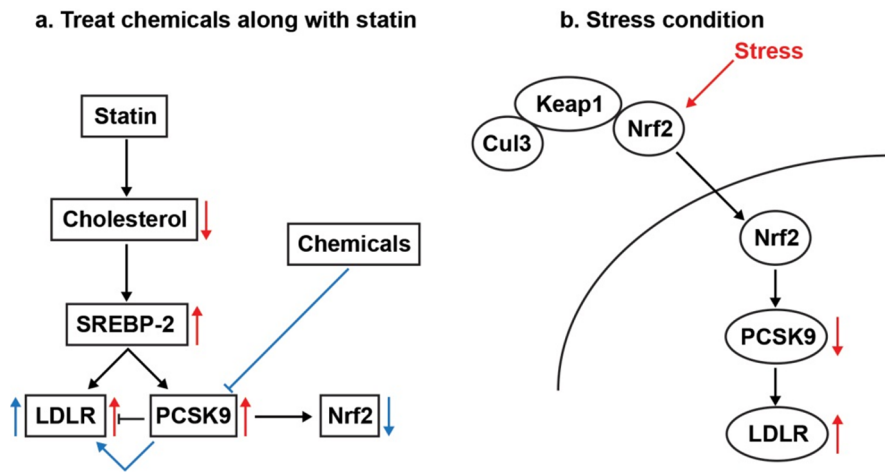 a. Treat chemicals along with statin
Statin
Cholesterol
Chemicals
SREBP-2
LDLR
PCSK9
Nrf2
b. Stress condition
Stress
Keap1
Nrf2
Cul3
Nrf2
PCSK9
LDLR